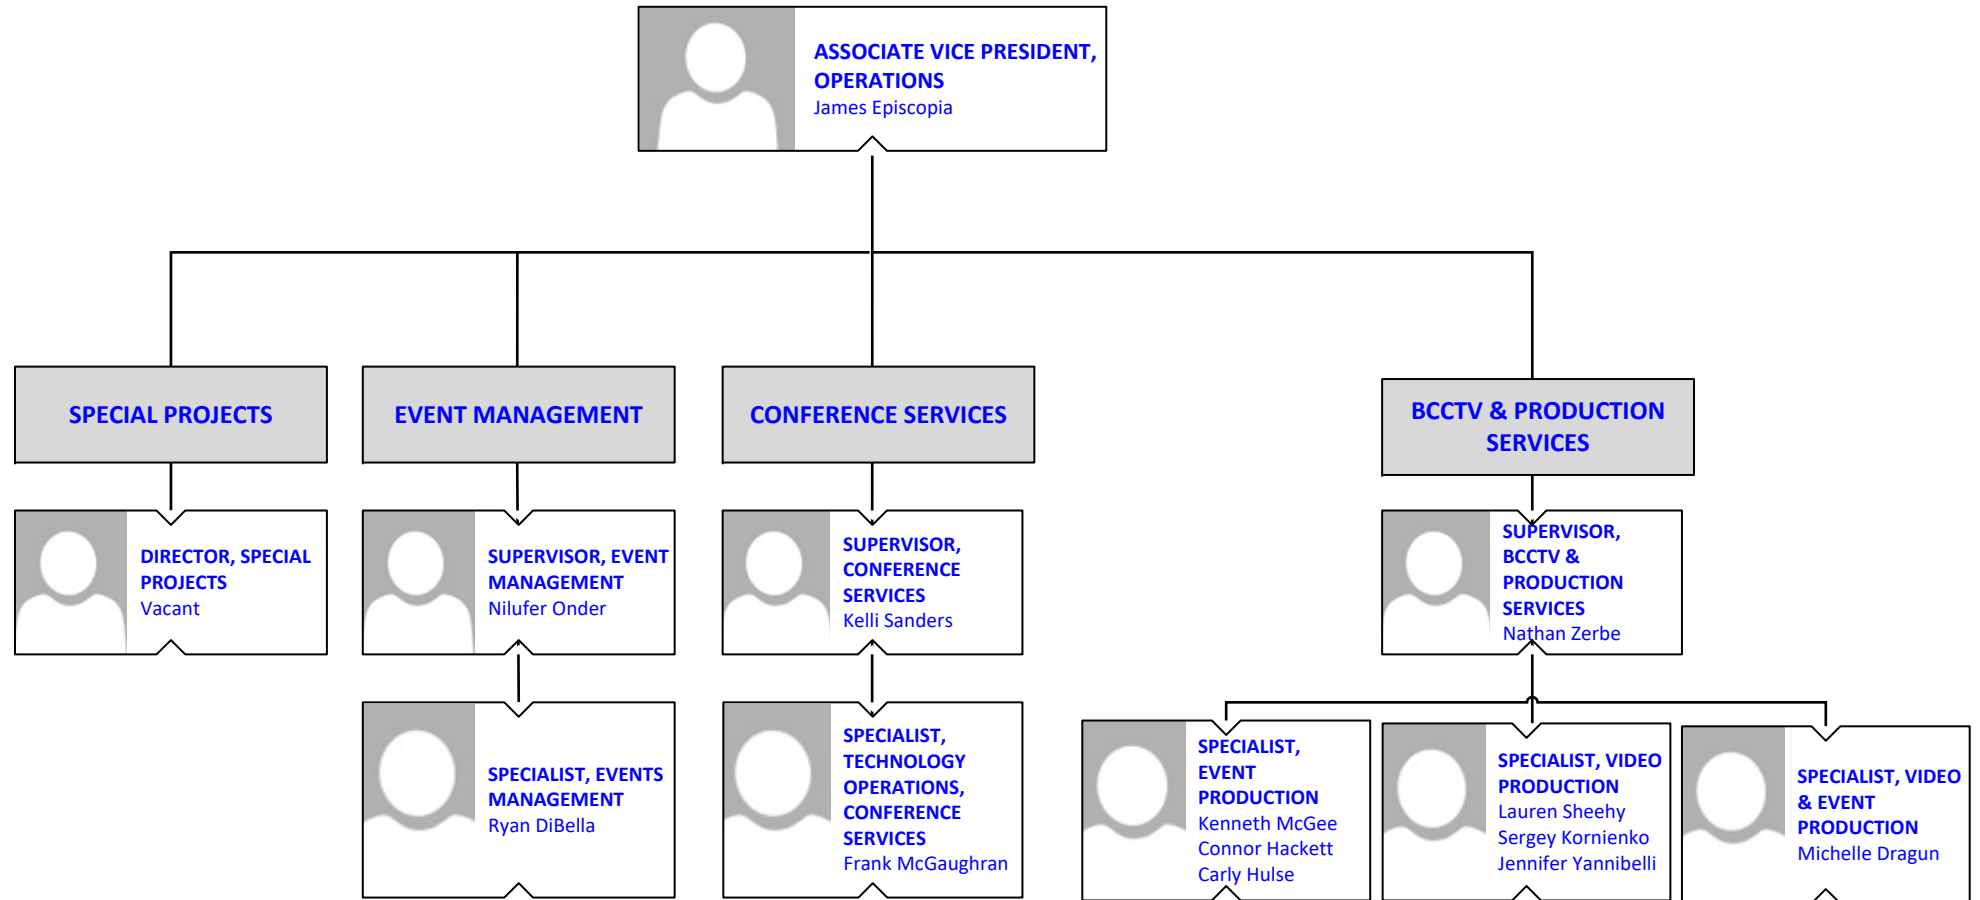 ASSOCIATE VICE PRESIDENT,
OPERATIONS
James Episcopia
SPECIAL PROJECTS
EVENT MANAGEMENT
CONFERENCE SERVICES
BCCTV & PRODUCTION
SERVICES
DIRECTOR, SPECIAL
PROJECTS
Vacant
SUPERVISOR, EVENT
MANAGEMENT
Nilufer Onder
SUPERVISOR,
CONFERENCE
SERVICES
Kelli Sanders
SUPERVISOR,
BCCTV &
PRODUCTION
SERVICES
Nathan Zerbe
SPECIALIST, EVENTS
MANAGEMENT
Ryan DiBella
SPECIALIST,
TECHNOLOGY
OPERATIONS,
CONFERENCE
SERVICES
Frank McGaughran
SPECIALIST,
EVENT
PRODUCTION
Kenneth McGee
Connor Hackett
Carly Hulse
SPECIALIST, VIDEO
PRODUCTION
Lauren Sheehy
Sergey Kornienko
Jennifer Yannibelli
SPECIALIST, VIDEO
& EVENT
PRODUCTION
Michelle Dragun